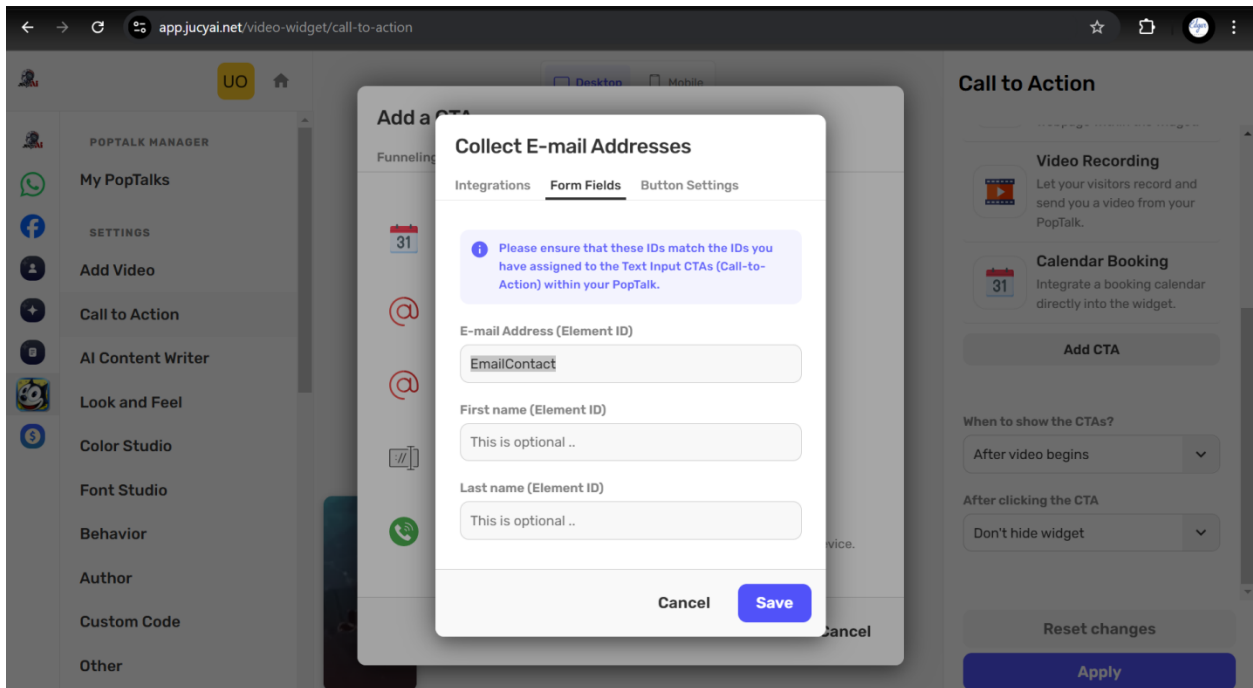 app.jucyai.net/video-widget/call-to-action
UO
POPTALK MANAGER
My PopTalks
SETTINGS
Add Video
Call to Action
AI Content Writer
Look and Feel
Color Studio
Font Studio
Behavior
Author
Custom Code
Other
Desktop
Mobile
Add a CTA
Funneling
31
vice.
Cancel
Collect E-mail Addresses
Integrations
Form Fields
Button Settings
Please ensure that these IDs match the IDs you
have assigned to the Text Input CTAs (Call-to-
Action) within your PopTalk.
E-mail Address (Element ID)
EmailContact
First name (Element ID)
This is optional ..
Last name (Element ID)
This is optional ..
Cancel
Save
Call to Action
Video Recording
Let your visitors record and
send you a video from your
PopTalk.
31
Calendar Booking
Integrate a booking calendar
directly into the widget.
Add CTA
When to show the CTAs?
After video begins
After clicking the CTA
Don't hide widget
Reset changes
Apply